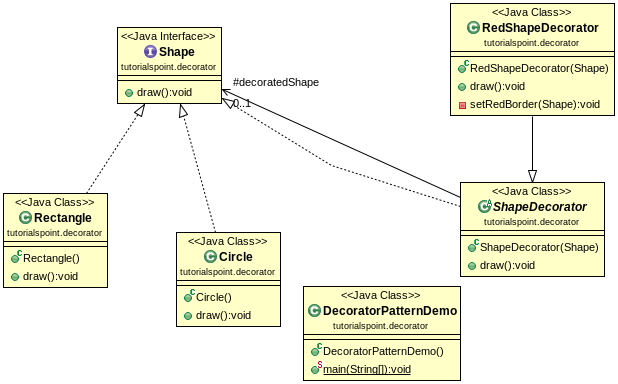 <<Java Interface>>
Shape
tutorialspoint.decorator
draw():void
#decoratedShape
0..1
<<Java Class>>
RedShapeDecorator
tutorialspoint.decorator
RedShapeDecorator(Shape)
draw():void
setRedBorder(Shape):void
<<Java Class>>
Rectangle
tutorialspoint.decorator
Rectangle()
draw():void
<<Java Class>>
Circle
tutorialspoint.decorator
Circle()
draw():void
<<Java Class>>
ShapeDecorator
tutorialspoint.decorator
ShapeDecorator(Shape)
draw():void
<<Java Class>>
DecoratorPatternDemo
tutorialspoint.decorator
DecoratorPatternDemo()
main(String[]):void